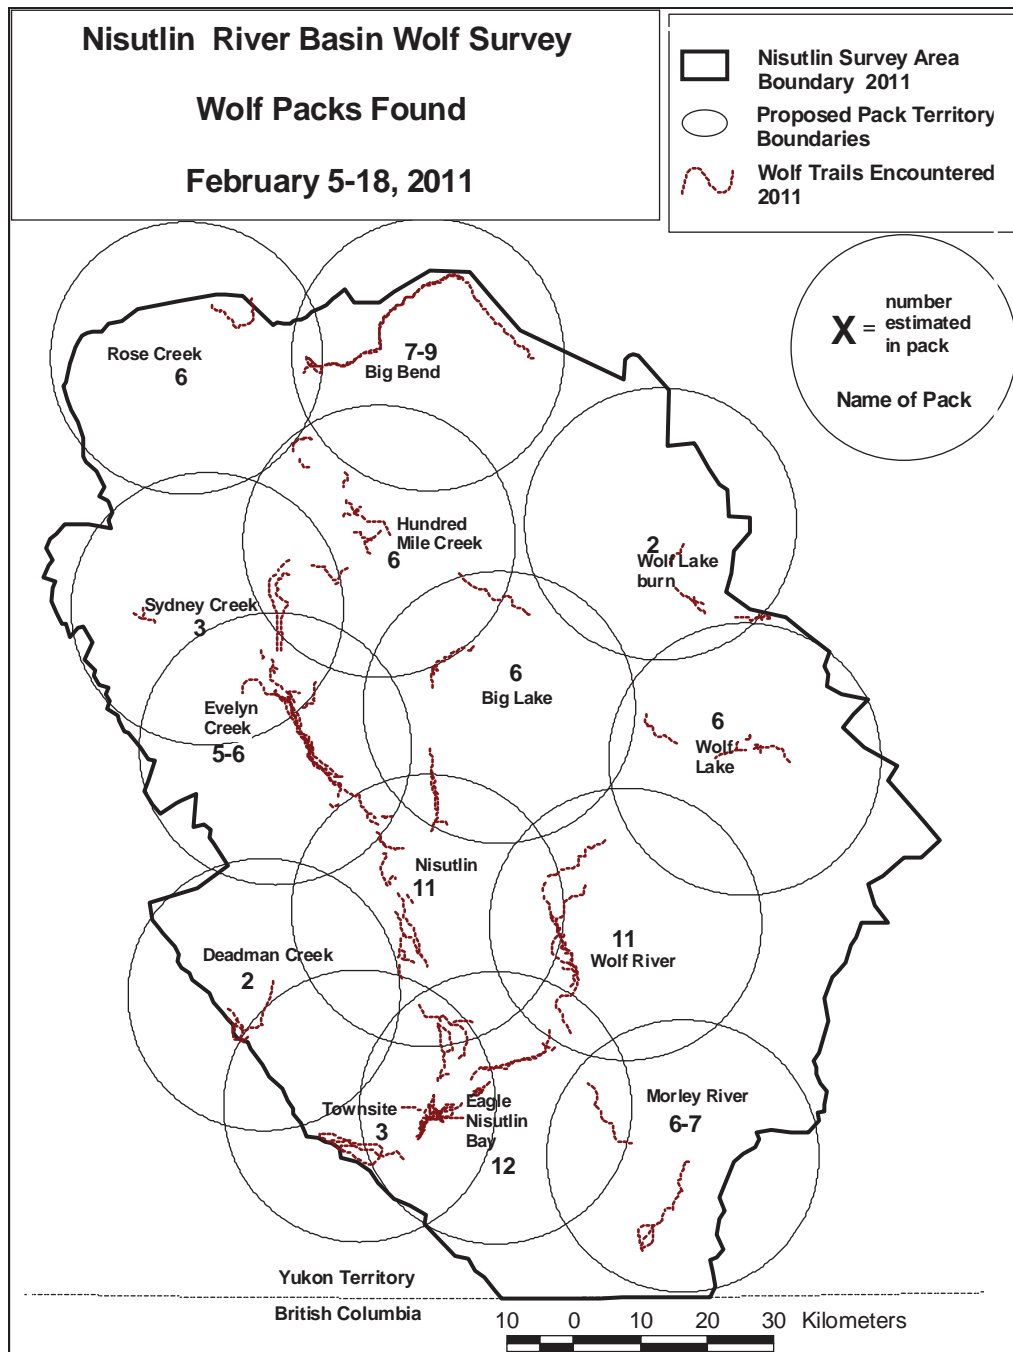 Nisutlin River Basin Wolf Survey
Wolf Packs Found
February 5-18, 2011
Nisutlin Survey Area
Boundary 2011
Proposed Pack Territory
Boundaries
Wolf Trails Encountered
2011
X = number
estimated
in pack
Name of Pack
Rose Creek
6
7-9
Big Bend
Hundred
Mile Creek
6
2
Wolf Lake
burn
Sydney Creek
3
6
Big Lake
Evelyn
Creek
5-6
6
Wolf
Lake
Nisutlin
11
11
Wolf River
Deadman Creek
2
Townsite
3
Eagle
Nisutlin
Bay
12
Morley River
6-7
Yukon Territory
British Columbia
10 0 10 20 30 Kilometers